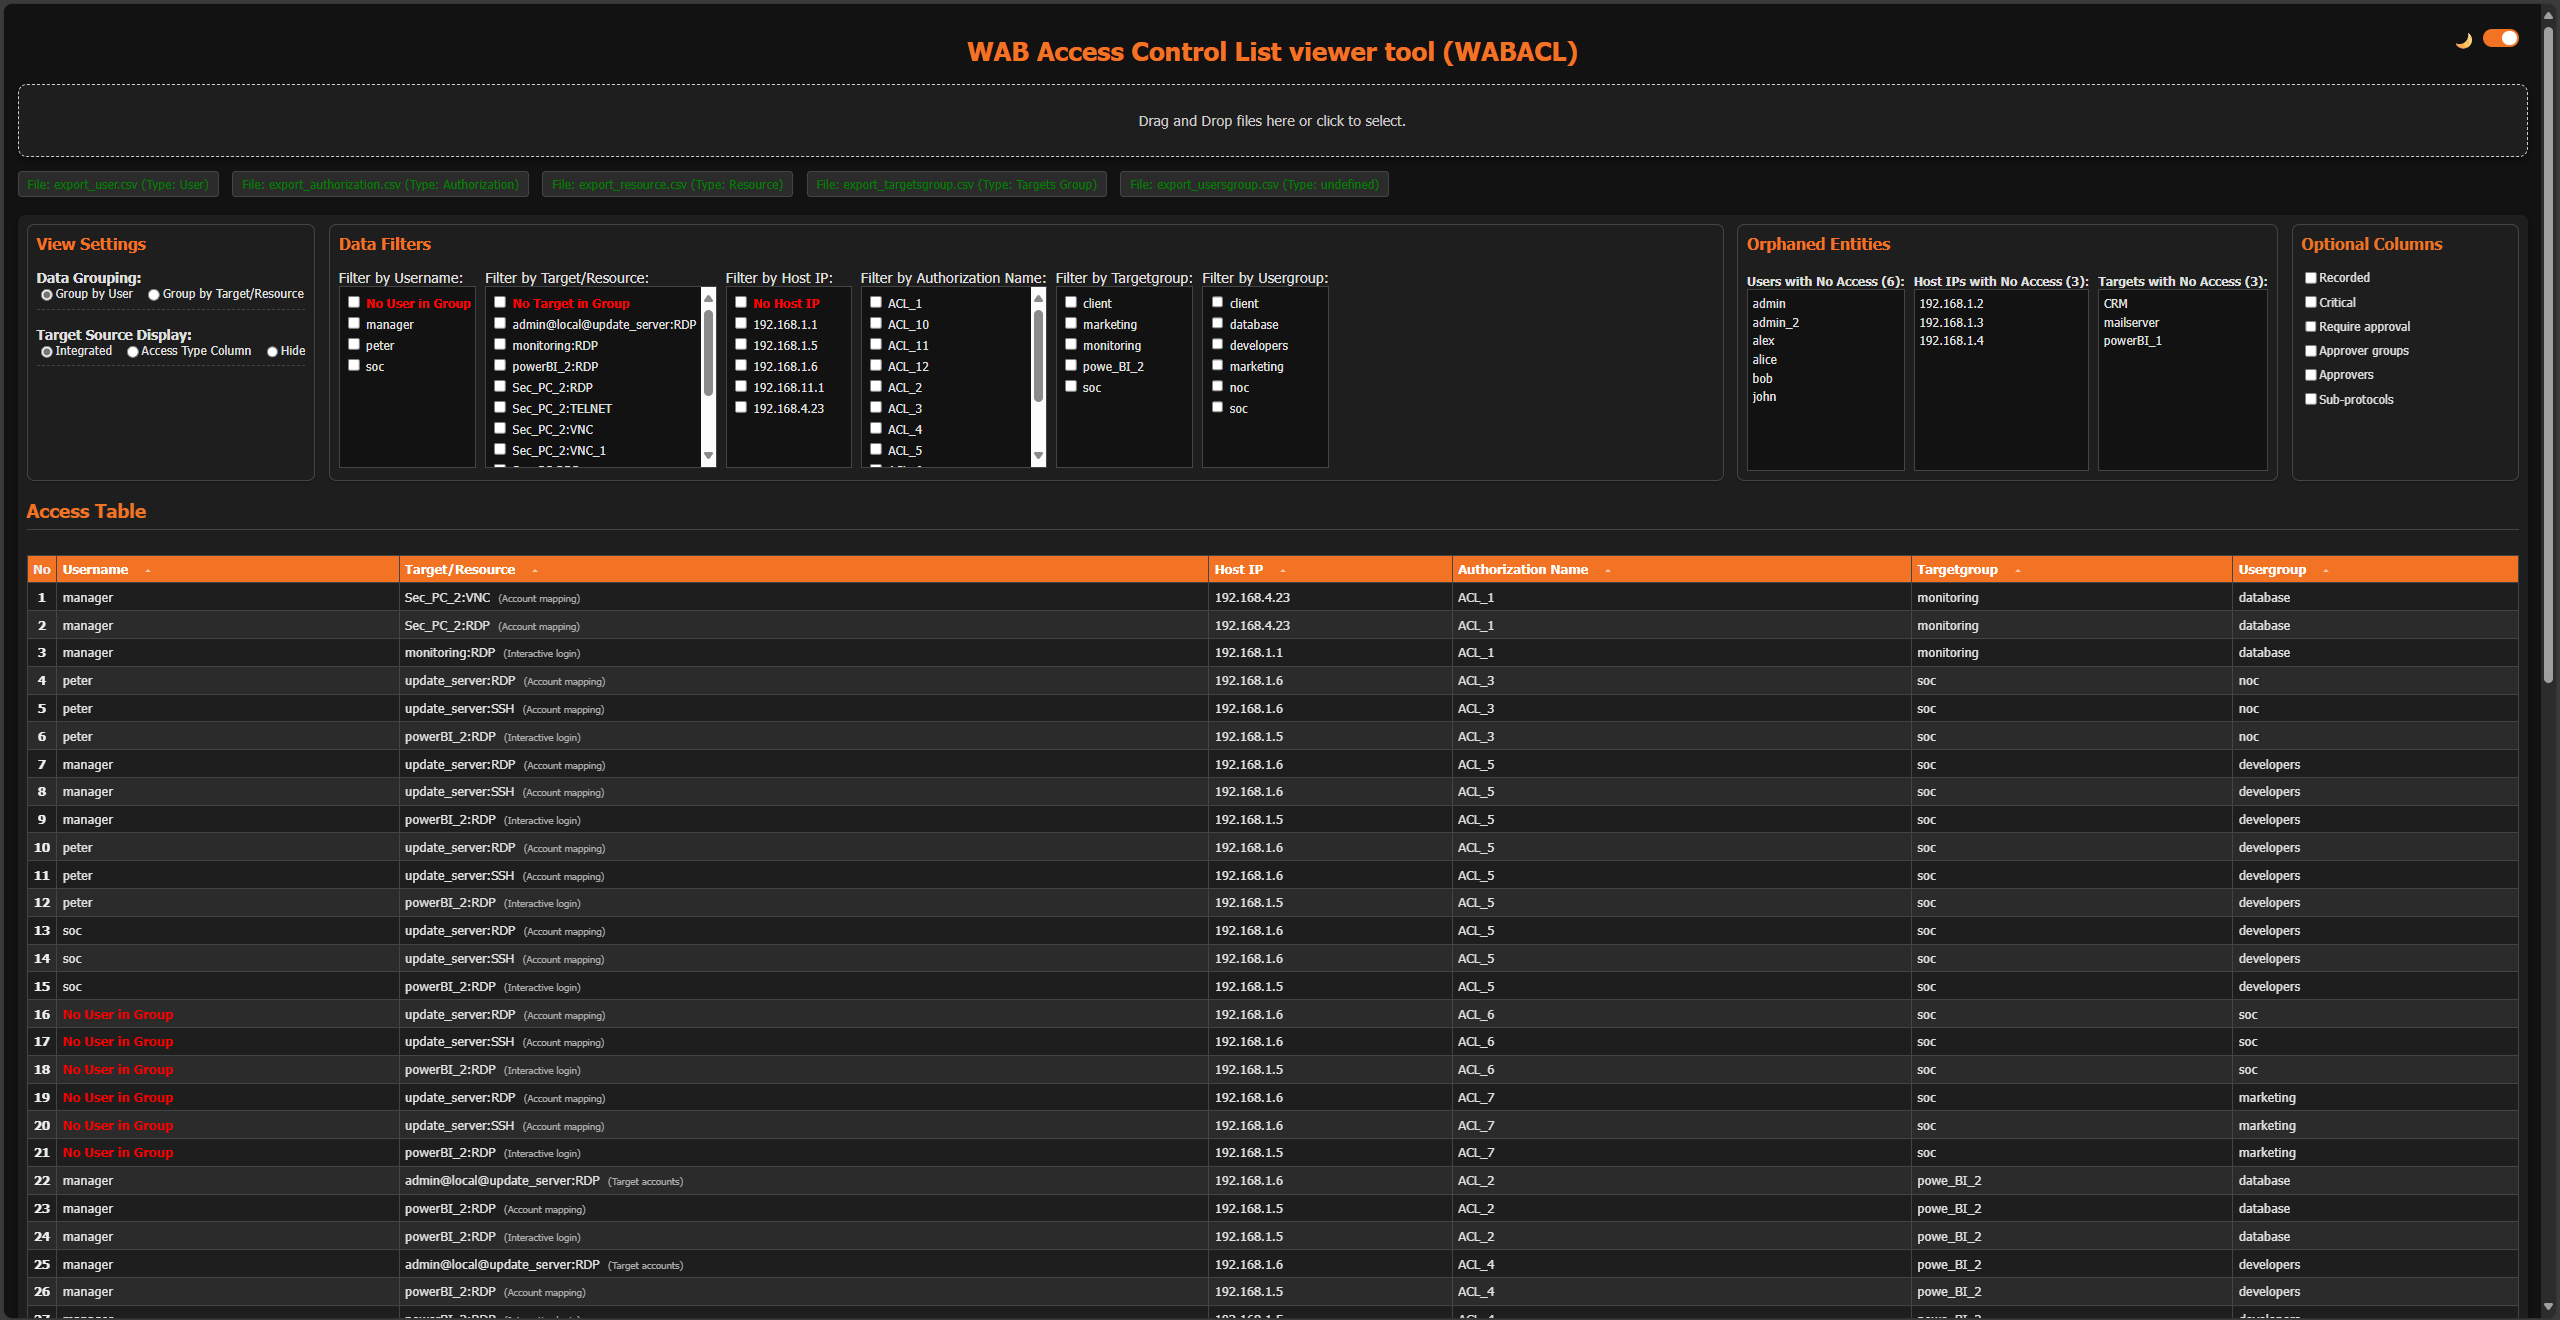 WAB Access Control List viewer tool (WABACL)
Drag and Drop files here or click to select.
File: export_user.csv (Type: User)
File: export_authorization.csv (Type: Authorization)
File: export_resource.csv (Type: Resource)
File: export_targetsgroup.csv (Type: Targets Group)
File: export_usersgroup.csv (Type: undefined)
View Settings
Data Grouping:
Group by User Group by Target/Resource
Target Source Display:
Integrated Access Type Column Hide
Data Filters
Filter by Username:
No User in Group
manager
peter
soc
Filter by Target/Resource:
No Target in Group
admin@local@update_server:RDP
monitoring:RDP
powerBI_2:RDP
Sec_PC_2:RDP
Sec_PC_2:TELNET
Sec_PC_2:VNC
Sec_PC_2:VNC_1
Filter by Host IP:
No Host IP
192.168.1.1
192.168.1.5
192.168.1.6
192.168.11.1
192.168.4.23
Filter by Authorization Name:
ACL_1
ACL_10
ACL_11
ACL_12
ACL_2
ACL_3
ACL_4
ACL_5
Filter by Targetgroup:
client
marketing
monitoring
powe_BI_2
soc
Filter by Usergroup:
client
database
developers
marketing
noc
soc
Orphaned Entities
Users with No Access (6):
admin
admin_2
alex
alice
bob
john
Host IPs with No Access (3):
192.168.1.2
192.168.1.3
192.168.1.4
Targets with No Access (3):
CRM
mailserver
powerBI_1
Optional Columns
Recorded
Critical
Require approval
Approver groups
Approvers
Sub-protocols
Access Table
No Username Target/Resource Host IP Authorization Name Targetgroup Usergroup
1 manager Sec_PC_2:VNC (Account mapping) 192.168.4.23 ACL_1 monitoring database
2 manager Sec_PC_2:RDP (Account mapping) 192.168.4.23 ACL_1 monitoring database
3 manager monitoring:RDP (Interactive login) 192.168.1.1 ACL_1 monitoring database
4 peter update_server:RDP (Account mapping) 192.168.1.6 ACL_3 soc noc
5 peter update_server:SSH (Account mapping) 192.168.1.6 ACL_3 soc noc
6 peter powerBI_2:RDP (Interactive login) 192.168.1.5 ACL_3 soc noc
7 manager update_server:RDP (Account mapping) 192.168.1.6 ACL_5 soc developers
8 manager update_server:SSH (Account mapping) 192.168.1.6 ACL_5 soc developers
9 manager powerBI_2:RDP (Interactive login) 192.168.1.5 ACL_5 soc developers
10 peter update_server:RDP (Account mapping) 192.168.1.6 ACL_5 soc developers
11 peter update_server:SSH (Account mapping) 192.168.1.6 ACL_5 soc developers
12 peter powerBI_2:RDP (Interactive login) 192.168.1.5 ACL_5 soc developers
13 soc update_server:RDP (Account mapping) 192.168.1.6 ACL_5 soc developers
14 soc update_server:SSH (Account mapping) 192.168.1.6 ACL_5 soc developers
15 soc powerBI_2:RDP (Interactive login) 192.168.1.5 ACL_5 soc developers
16 No User in Group update_server:RDP (Account mapping) 192.168.1.6 ACL_6 soc soc
17 No User in Group update_server:SSH (Account mapping) 192.168.1.6 ACL_6 soc soc
18 No User in Group powerBI_2:RDP (Interactive login) 192.168.1.5 ACL_6 soc soc
19 No User in Group update_server:RDP (Account mapping) 192.168.1.6 ACL_7 soc marketing
20 No User in Group update_server:SSH (Account mapping) 192.168.1.6 ACL_7 soc marketing
21 No User in Group powerBI_2:RDP (Interactive login) 192.168.1.5 ACL_7 soc marketing
22 manager admin@local@update_server:RDP (Target accounts) 192.168.1.6 ACL_2 powe_BI_2 database
23 manager powerBI_2:RDP (Account mapping) 192.168.1.5 ACL_2 powe_BI_2 database
24 manager powerBI_2:RDP (Interactive login) 192.168.1.5 ACL_2 powe_BI_2 database
25 manager admin@local@update_server:RDP (Target accounts) 192.168.1.6 ACL_4 powe_BI_2 developers
26 manager powerBI_2:RDP (Account mapping) 192.168.1.5 ACL_4 powe_BI_2 developers